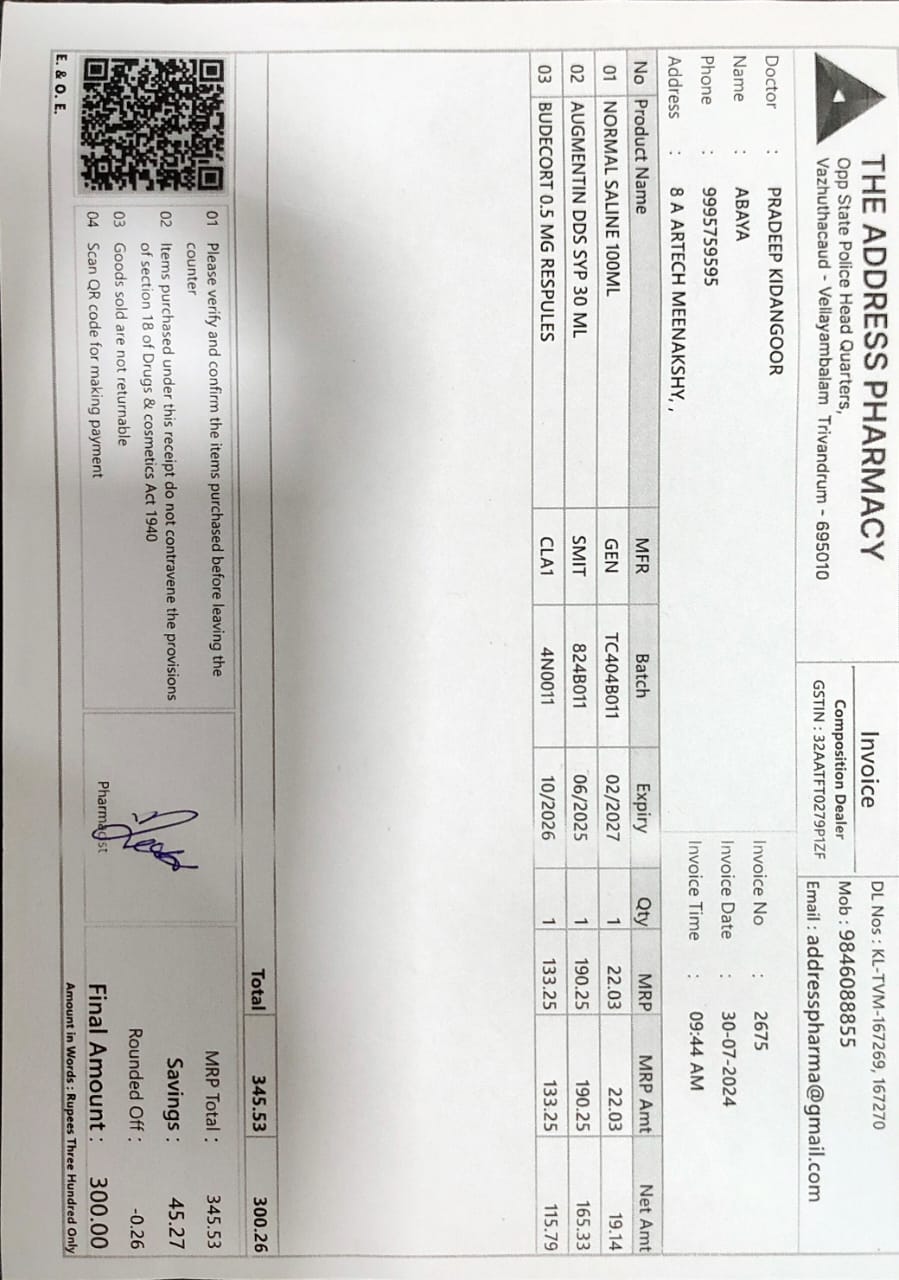 THE ADDRESS PHARMACY
Opp State Police Head Quarters,
Vazhuthacaud - Vellayambalam Trivandrum - 695010
Invoice
Composition Dealer
GSTIN : 32AATFT0279P1ZF
DL Nos : KL-TVM-167269, 167270
Mob : 9846088855
Email : addresspharma@gmail.com
Doctor : PRADEEP KIDANGOOR
Name : ABAYA
Phone : 9995759595
Address : 8 A ARTECH MEENAKSHY, ,
Invoice No : 2675
Invoice Date : 30-07-2024
Invoice Time : 09:44 AM
No Product Name MFR Batch Expiry Qty MRP MRP Amt Net Amt
01 NORMAL SALINE 100ML GEN TC404B011 02/2027 1 22.03 22.03 19.14
02 AUGMENTIN DDS SYP 30 ML SMIT 824B011 06/2025 1 190.25 190.25 165.33
03 BUDECORT 0.5 MG RESPULES CLA1 4N0011 10/2026 1 133.25 133.25 115.79
Total 345.53 300.26
01 Please verify and confirm the items purchased before leaving the
counter
02 Items purchased under this receipt do not contravene the provisions
of section 18 of Drugs & cosmetics Act 1940
03 Goods sold are not returnable
04 Scan QR code for making payment
Pharmacist
MRP Total : 345.53
Savings : 45.27
Rounded Off : -0.26
Final Amount : 300.00
Amount in Words : Rupees Three Hundred Only
E. & O. E.